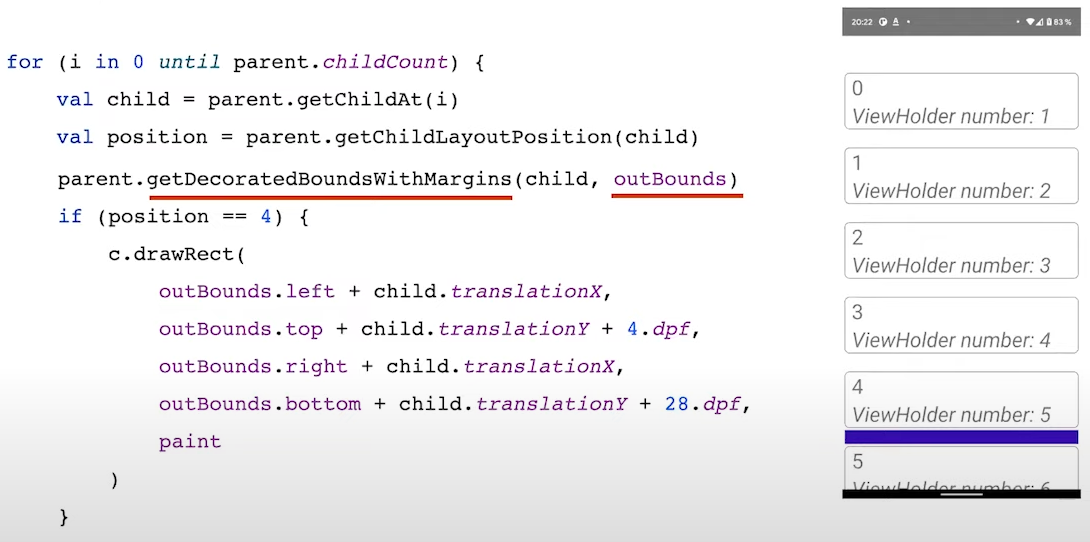 for (i in 0 until parent.childCount) {
val child = parent.getChildAt(i)
val position = parent.getChildLayoutPosition(child)
parent.getDecoratedBoundsWithMargins(child, outBounds)
if (position == 4) {
c.drawRect(
outBounds.left + child.translationX,
outBounds.top + child.translationY + 4.dpf,
outBounds.right + child.translationX,
outBounds.bottom + child.translationY + 28.dpf,
paint
)
}
20:22 83 %
0
ViewHolder number: 1
1
ViewHolder number: 2
2
ViewHolder number: 3
3
ViewHolder number: 4
4
ViewHolder number: 5
5
ViewHolder number: 6